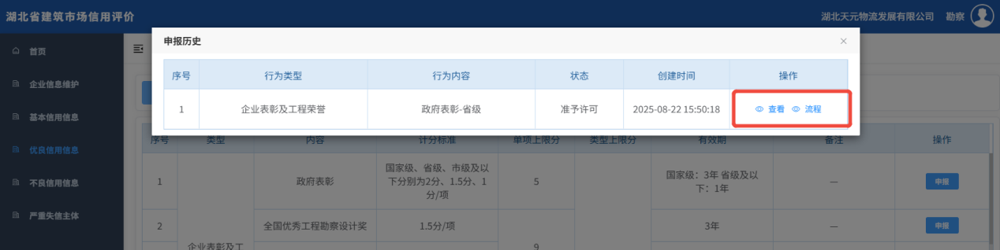 湖北省建筑市场信用评价
湖北天元物流发展有限公司 勘察
首页
企业信息维护
基本信用信息
优良信用信息
不良信用信息
严重失信主体
申报历史
序号 行为类型 行为内容 状态 创建时间 操作
1 企业表彰及工程荣誉 政府表彰-省级 准予许可 2025-08-22 15:50:18 查看 流程
序号 类型 内容 计分标准 单项上限分 类型上限分 有效期 备注 操作
1 政府表彰 国家级、省级、市级及以
下分别为2分、1.5分、1
分/项 5 国家级：3年 省级及以
下：1年 — 申报
2 全国优秀工程勘察设计奖 1.5分/项 3年 — 申报
企业表彰及工 9